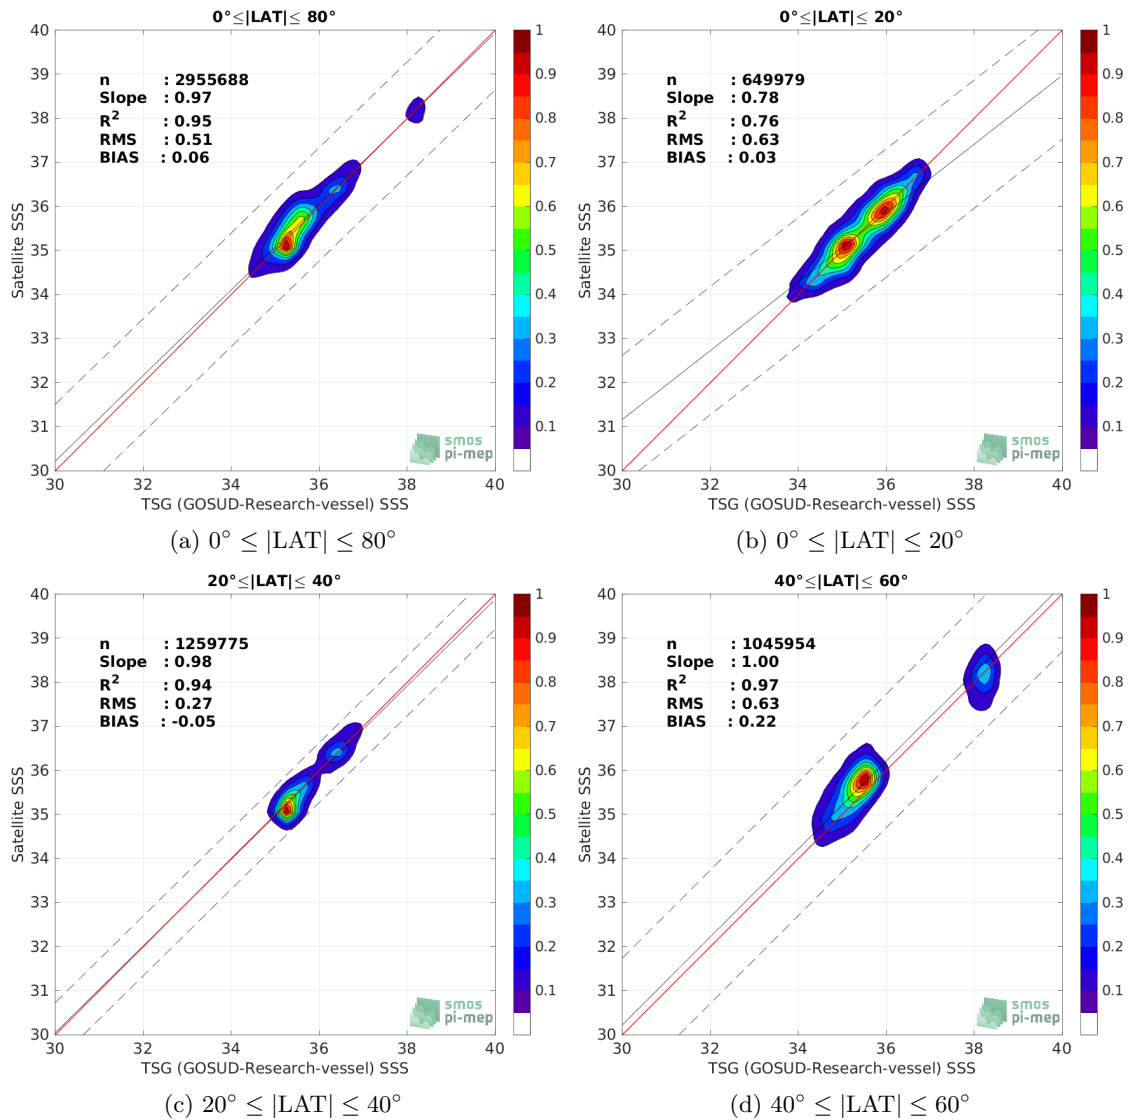 0°≤|LAT|≤ 80°
40
39
38
37
36
35
34
33
32
31
30
Satellite SSS
n : 2955688
Slope : 0.97
R² : 0.95
RMS : 0.51
BIAS : 0.06
smos
pi-mep
30 32 34 36 38 40
TSG (GOSUD-Research-vessel) SSS
1
0.9
0.8
0.7
0.6
0.5
0.4
0.3
0.2
0.1
(a) 0° ≤ |LAT| ≤ 80°
0°≤|LAT|≤ 20°
40
39
38
37
36
35
34
33
32
31
30
Satellite SSS
n : 649979
Slope : 0.78
R² : 0.76
RMS : 0.63
BIAS : 0.03
smos
pi-mep
30 32 34 36 38 40
TSG (GOSUD-Research-vessel) SSS
1
0.9
0.8
0.7
0.6
0.5
0.4
0.3
0.2
0.1
(b) 0° ≤ |LAT| ≤ 20°
20°≤|LAT|≤ 40°
40
39
38
37
36
35
34
33
32
31
30
Satellite SSS
n : 1259775
Slope : 0.98
R² : 0.94
RMS : 0.27
BIAS : -0.05
smos
pi-mep
30 32 34 36 38 40
TSG (GOSUD-Research-vessel) SSS
1
0.9
0.8
0.7
0.6
0.5
0.4
0.3
0.2
0.1
(c) 20° ≤ |LAT| ≤ 40°
40°≤|LAT|≤ 60°
40
39
38
37
36
35
34
33
32
31
30
Satellite SSS
n : 1045954
Slope : 1.00
R² : 0.97
RMS : 0.63
BIAS : 0.22
smos
pi-mep
30 32 34 36 38 40
TSG (GOSUD-Research-vessel) SSS
1
0.9
0.8
0.7
0.6
0.5
0.4
0.3
0.2
0.1
(d) 40° ≤ |LAT| ≤ 60°